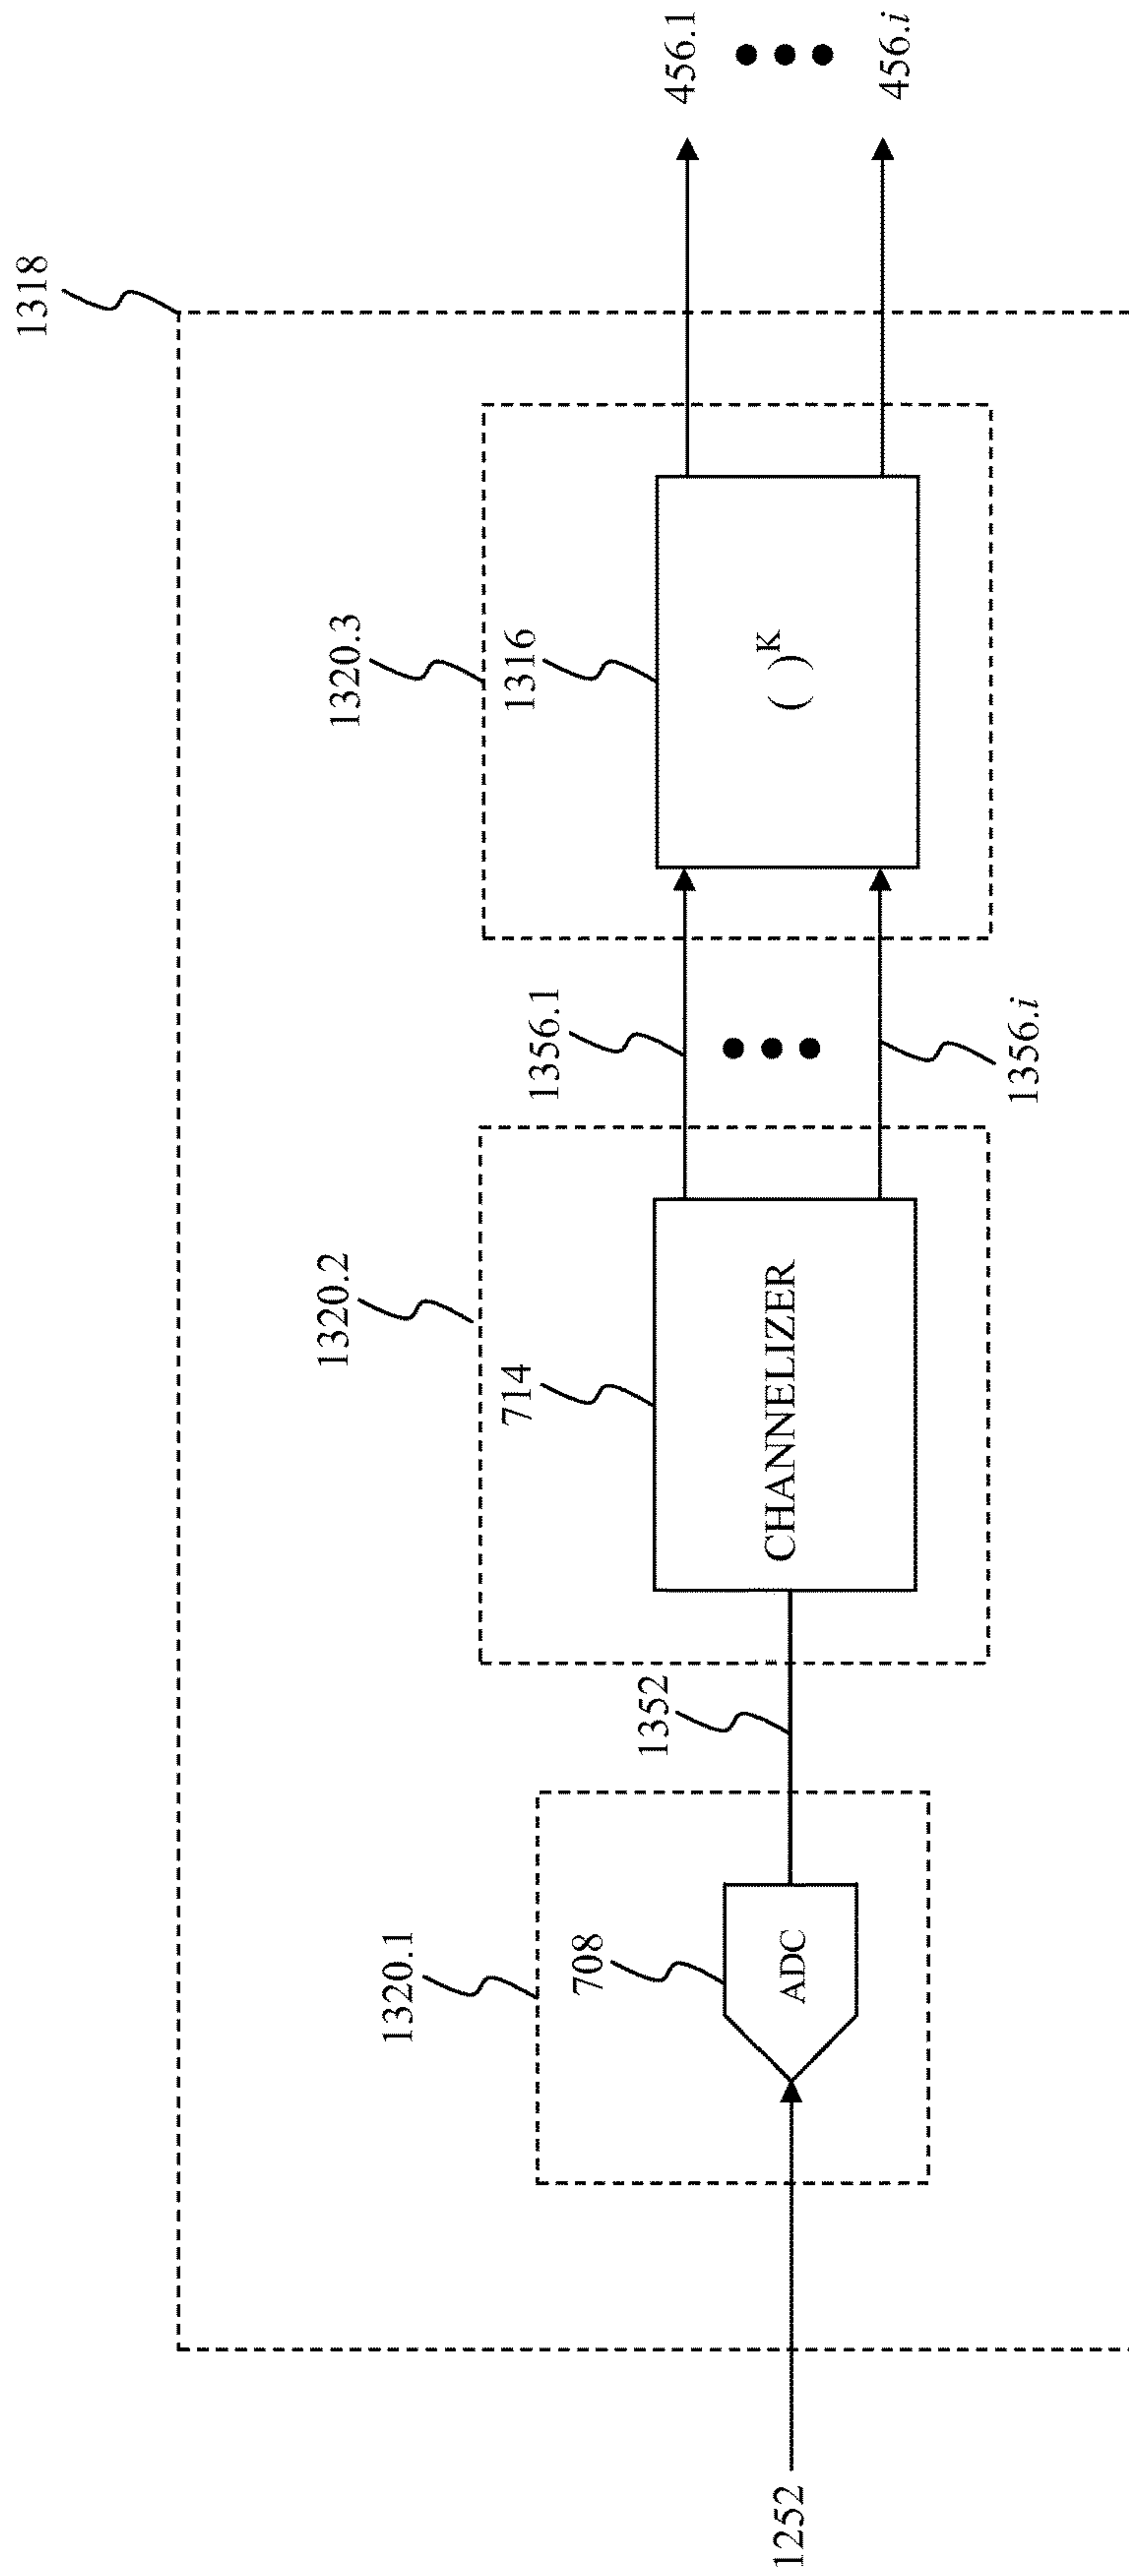 1318
1320.3
1316
( )K
1320.2
714
CHANNELIZER
1320.1
708
ADC
1252
1352
1356.1
1356.i
456.1
456.i